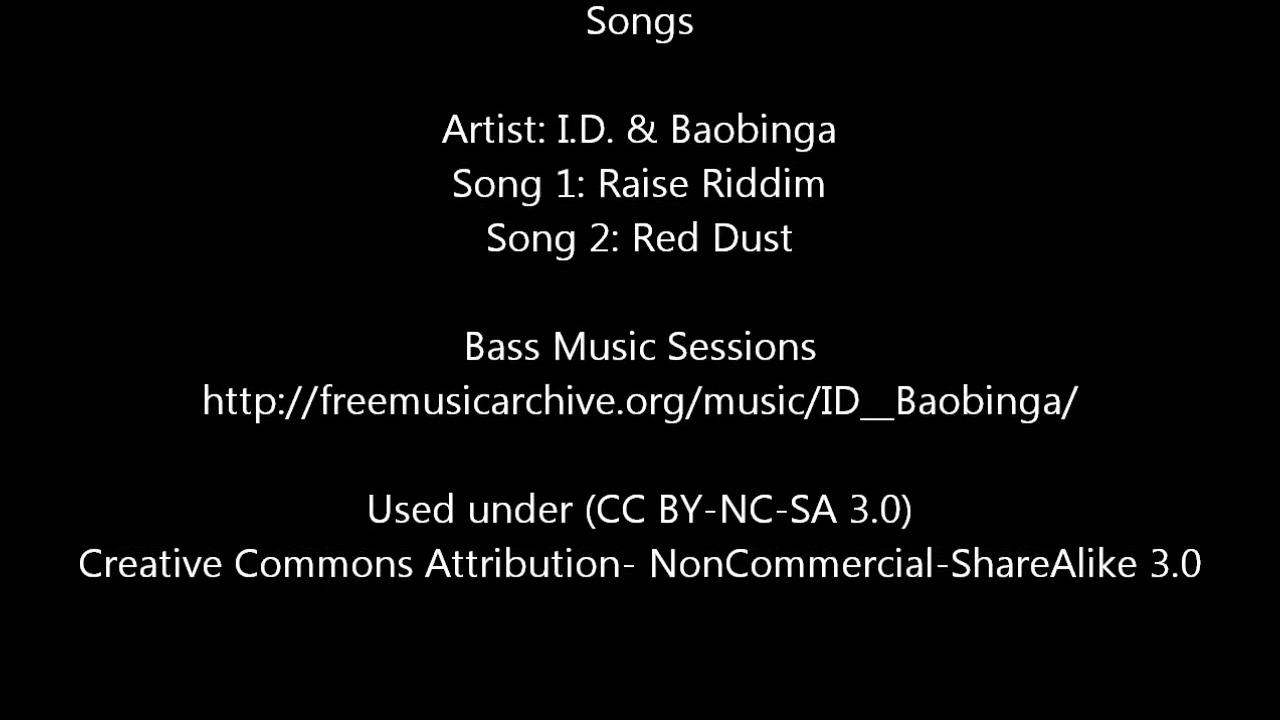 Songs
Artist: I.D. & Baobinga
Song 1: Raise Riddim
Song 2: Red Dust
Bass Music Sessions
http://freemusicarchive.org/music/ID__Baobinga/
Used under (CC BY-NC-SA 3.0)
Creative Commons Attribution- NonCommercial-ShareAlike 3.0